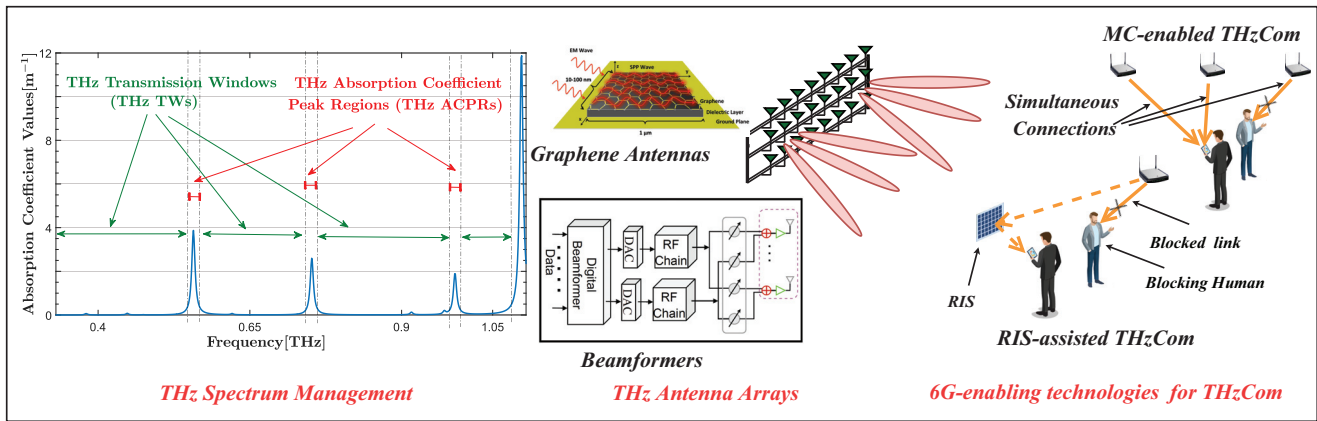 12
8
4
0
Absorption Coefficient Values[m⁻¹]
THz Transmission Windows
(THz TWs)
THz Absorption Coefficient
Peak Regions (THz ACPRs)
0.4
0.65
0.9
1.05
Frequency[THz]
THz Spectrum Management
EM Wave
SPP Wave
10-100 nm
z
y
x
Graphene
Dielectric Layer
Ground Plane
1 µm
Graphene Antennas
Data
Digital
Beamformer
DAC
RF
Chain
DAC
RF
Chain
Beamformers
THz Antenna Arrays
MC-enabled THzCom
Simultaneous
Connections
Blocked link
Blocking Human
RIS
RIS-assisted THzCom
6G-enabling technologies for THzCom